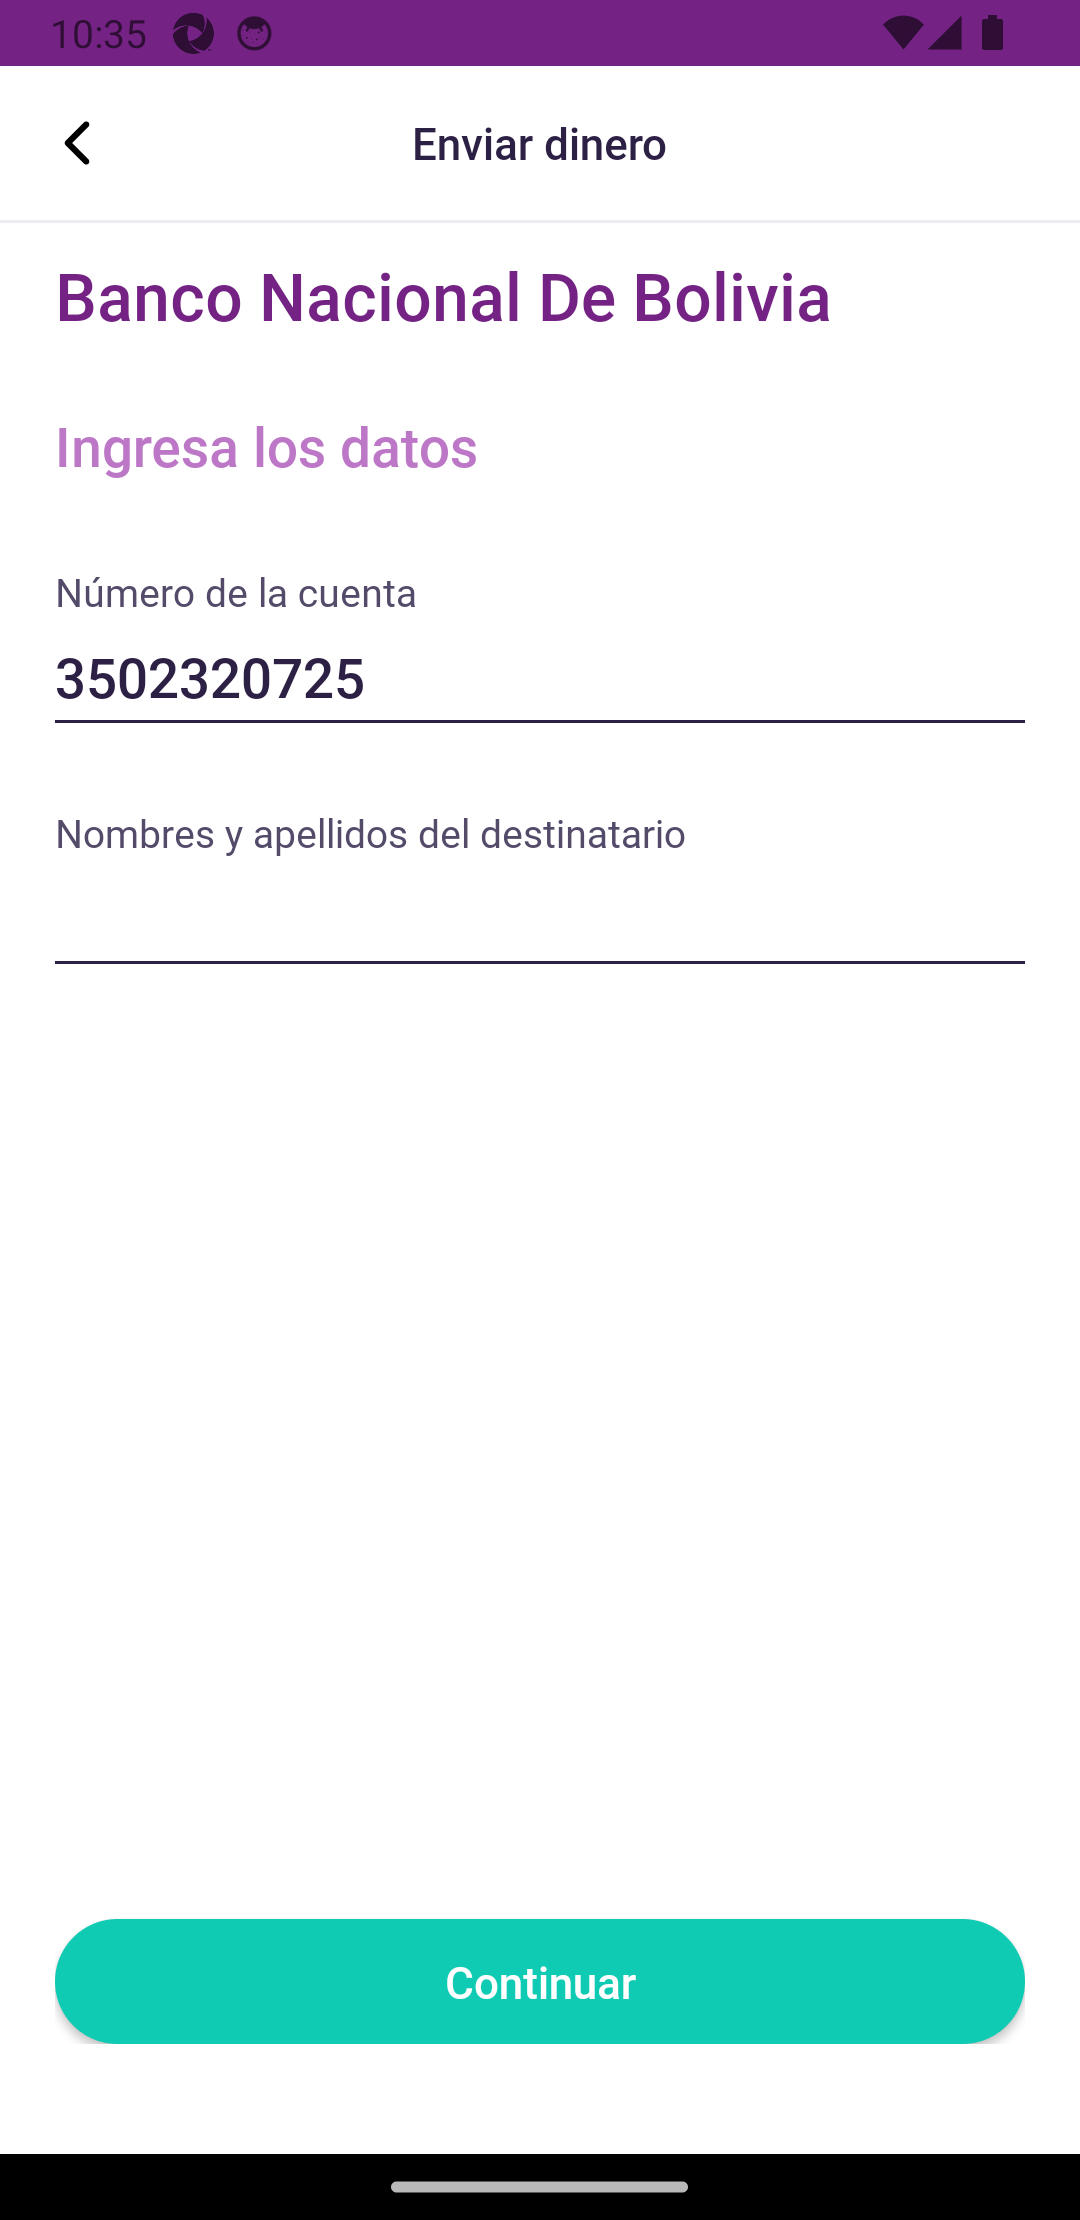 10:35
Enviar dinero
Banco Nacional De Bolivia
Ingresa los datos
Número de la cuenta
3502320725
Nombres y apellidos del destinatario
Continuar